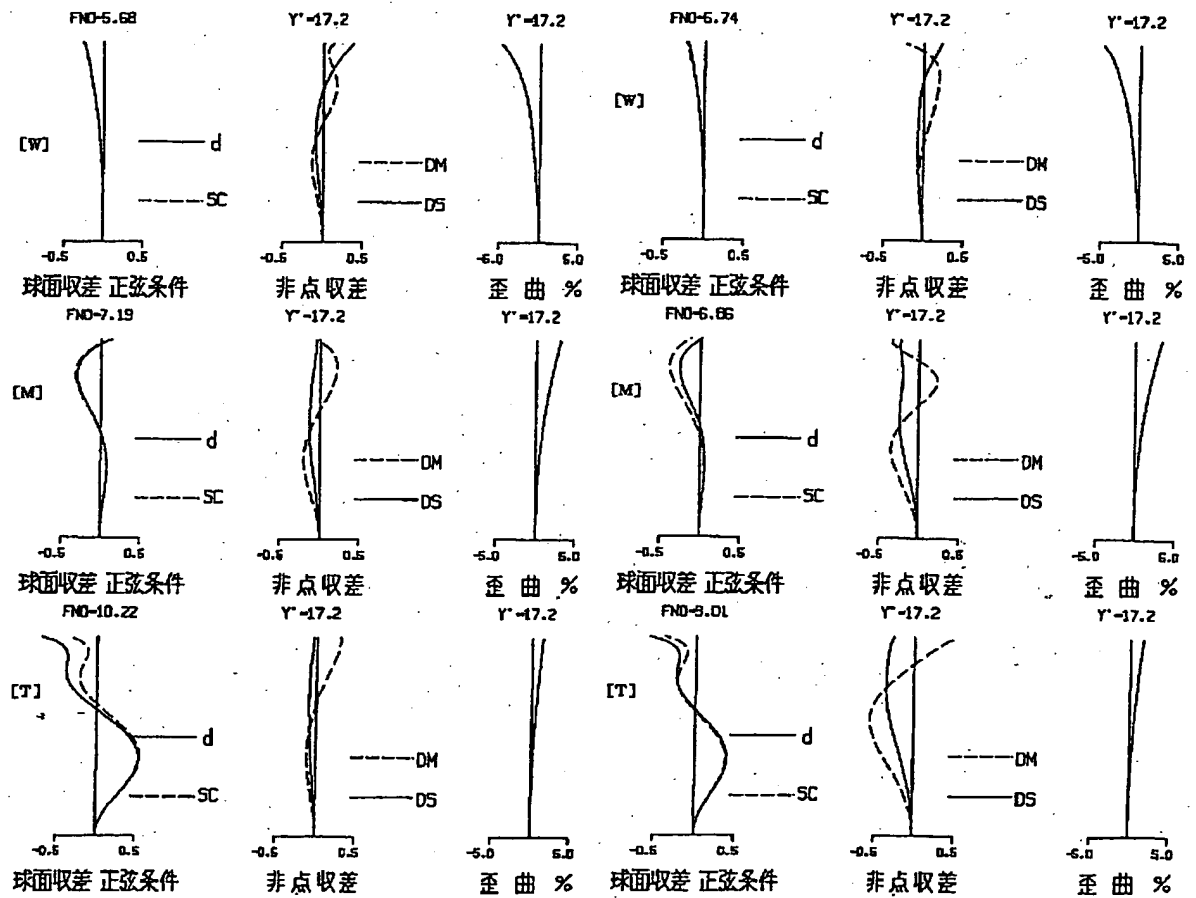 FNO=5.68 Y'=17.2 Y'=17.2
[W]
d
SC
DM
DS
-0.5 0.5 -0.5 0.5 -5.0 5.0
球面収差 正弦条件 非点収差 歪 曲 %
FNO=7.19 Y'=17.2 Y'=17.2
[M]
d
SC
DM
DS
-0.5 0.5 -0.5 0.5 -5.0 5.0
球面収差 正弦条件 非点収差 歪 曲 %
FNO=10.22 Y'=17.2 Y'=17.2
[T]
d
SC
DM
DS
-0.5 0.5 -0.5 0.5 -5.0 5.0
球面収差 正弦条件 非点収差 歪 曲 %
FNO=5.74 Y'=17.2 Y'=17.2
[W]
d
SC
DM
DS
-0.5 0.5 -0.5 0.5 -5.0 5.0
球面収差 正弦条件 非点収差 歪 曲 %
Y'=17.2 Y'=17.2
[M]
d
SC
DM
DS
-0.5 0.5 -0.5 0.5 -5.0 5.0
球面収差 正弦条件 非点収差 歪 曲 %
Y'=17.2 Y'=17.2
[T]
d
SC
DM
DS
-0.5 0.5 -0.5 0.5 -5.0 5.0
球面収差 正弦条件 非点収差 歪 曲 %